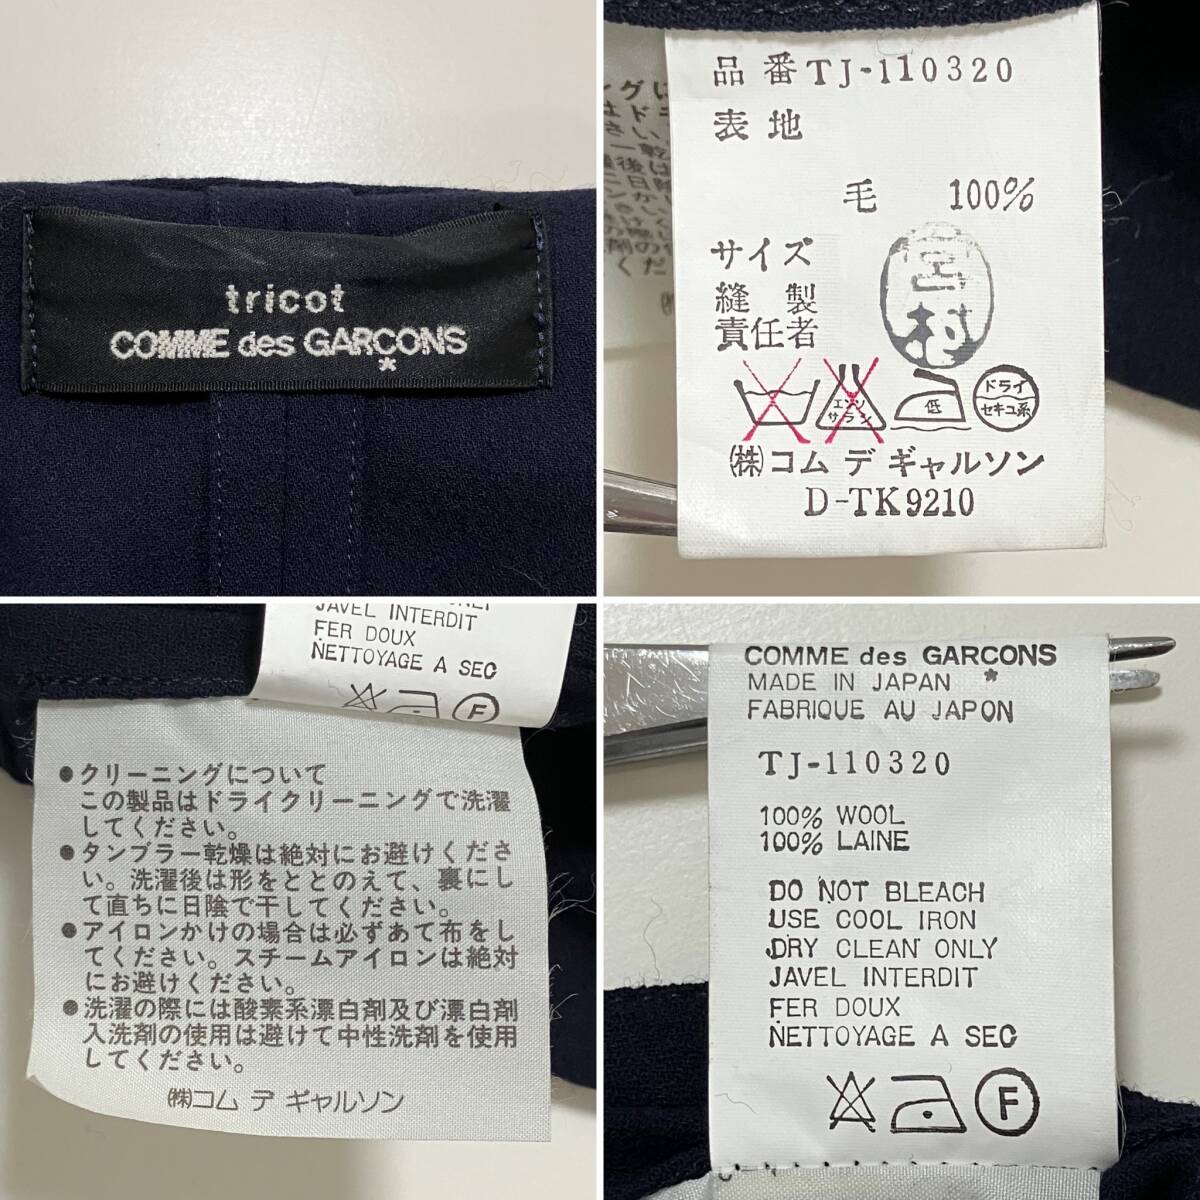 tricot
COMME des GARÇONS
*
品番 TJ-110320
表地
毛 100%
サイズ
縫製
責任者
宮村
エンソ
サラシ
低
ドライ
セキユ系
(株)コム デ ギャルソン
D-TK9210
JAVEL INTERDIT
FER DOUX
NETTOYAGE A SEC
F
●クリーニングについて
この製品はドライクリーニングで洗濯
してください。
●タンブラー乾燥は絶対にお避けくださ
い。洗濯後は形をととのえて、裏にし
て直ちに日陰で干してください。
●アイロンかけの場合は必ずあて布をし
てください。スチームアイロンは絶対
にお避けください。
●洗濯の際には酸素系漂白剤及び漂白剤
入洗剤の使用は避けて中性洗剤を使用
してください。
(株)コム デ ギャルソン
COMME des GARCONS
*
MADE IN JAPAN
FABRIQUE AU JAPON
TJ-110320
100% WOOL
100% LAINE
DO NOT BLEACH
USE COOL IRON
DRY CLEAN ONLY
JAVEL INTERDIT
FER DOUX
NETTOYAGE A SEC
F